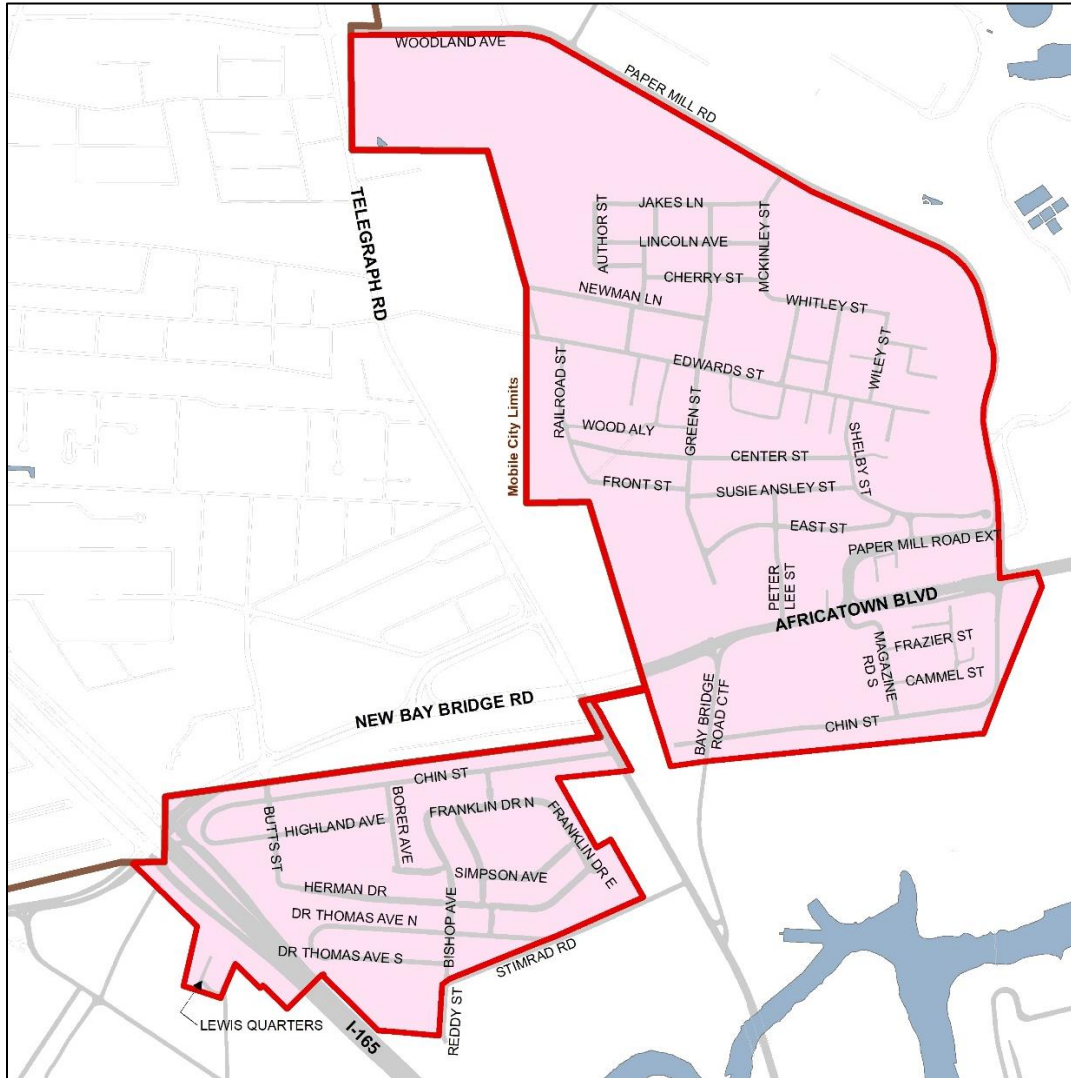 WOODLAND AVE
PAPER MILL RD
TELEGRAPH RD
AUTHOR ST
JAKES LN
LINCOLN AVE
MCKINLEY ST
CHERRY ST
NEWMAN LN
WHITLEY ST
WILEY ST
EDWARDS ST
RAILROAD ST
Mobile City Limits
WOOD ALY
GREEN ST
CENTER ST
SHELBY ST
FRONT ST
SUSIE ANSLEY ST
EAST ST
PAPER MILL ROAD EXT
PETER
LEE ST
AFRICATOWN BLVD
FRAZIER ST
MAGAZINE
RD S
CAMMEL ST
BAY BRIDGE
ROAD CTF
CHIN ST
NEW BAY BRIDGE RD
CHIN ST
BUTTS ST
HIGHLAND AVE
BORER AVE
FRANKLIN DR N
FRANKLIN DR E
SIMPSON AVE
HERMAN DR
DR THOMAS AVE N
BISHOP AVE
DR THOMAS AVE S
STIMRAD RD
LEWIS QUARTERS
I-165
REDDY ST